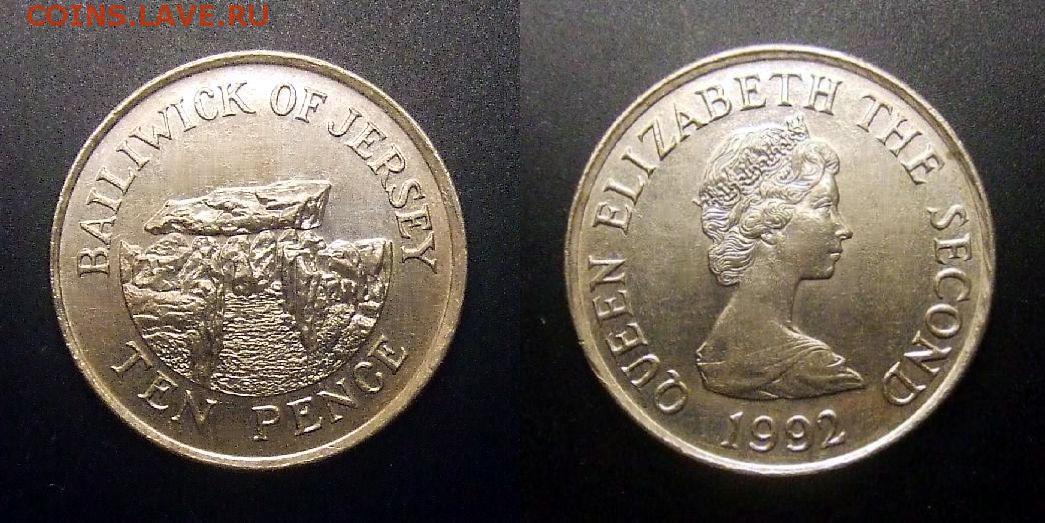 COINS.LAVE.RU
BAILIWICK OF JERSEY
TEN PENCE
QUEEN ELIZABETH THE SECOND
1992